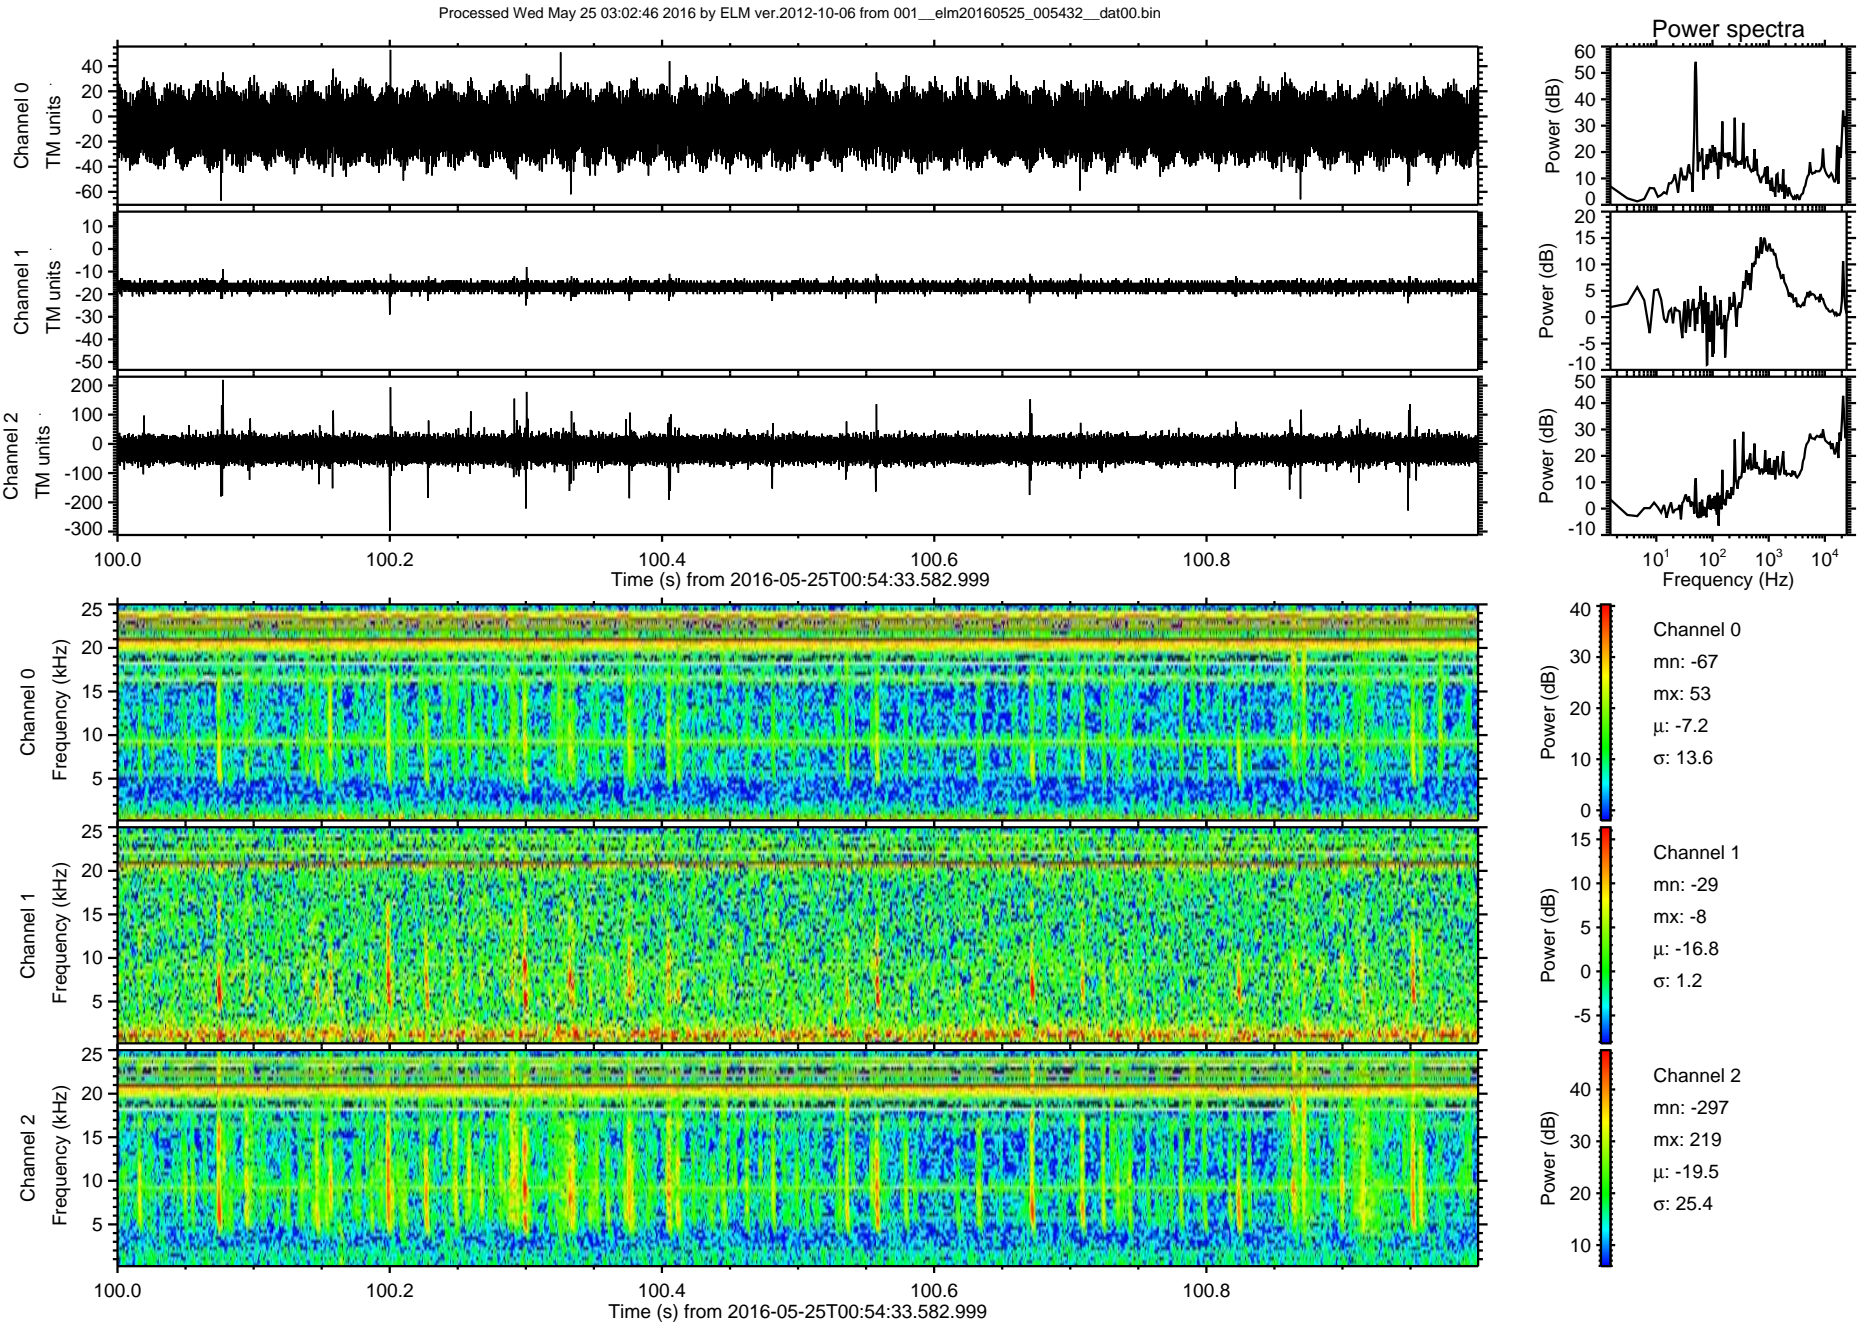 Processed Wed May 25 03:02:46 2016 by ELM ver.2012-10-06 from 001__elm20160525_005432__dat00.bin
Power spectra
Channel 0
TM units
40
20
0
-20
-40
-60
Power (dB)
60
50
40
30
20
10
0
Channel 1
TM units
10
0
-10
-20
-30
-40
-50
Power (dB)
20
15
10
5
0
-5
-10
Channel 2
TM units
200
100
0
-100
-200
-300
Power (dB)
50
40
30
20
10
0
-10
100.0 100.2 100.4 100.6 100.8
Time (s) from 2016-05-25T00:54:33.582.999
10¹ 10² 10³ 10⁴
Frequency (Hz)
Channel 0
Frequency (kHz)
25
20
15
10
5
Power (dB)
40
30
20
10
0
Channel 0
mn: -67
mx: 53
µ: -7.2
σ: 13.6
Channel 1
Frequency (kHz)
25
20
15
10
5
Power (dB)
15
10
5
0
-5
Channel 1
mn: -29
mx: -8
µ: -16.8
σ: 1.2
Channel 2
Frequency (kHz)
25
20
15
10
5
Power (dB)
40
30
20
10
Channel 2
mn: -297
mx: 219
µ: -19.5
σ: 25.4
100.0 100.2 100.4 100.6 100.8
Time (s) from 2016-05-25T00:54:33.582.999